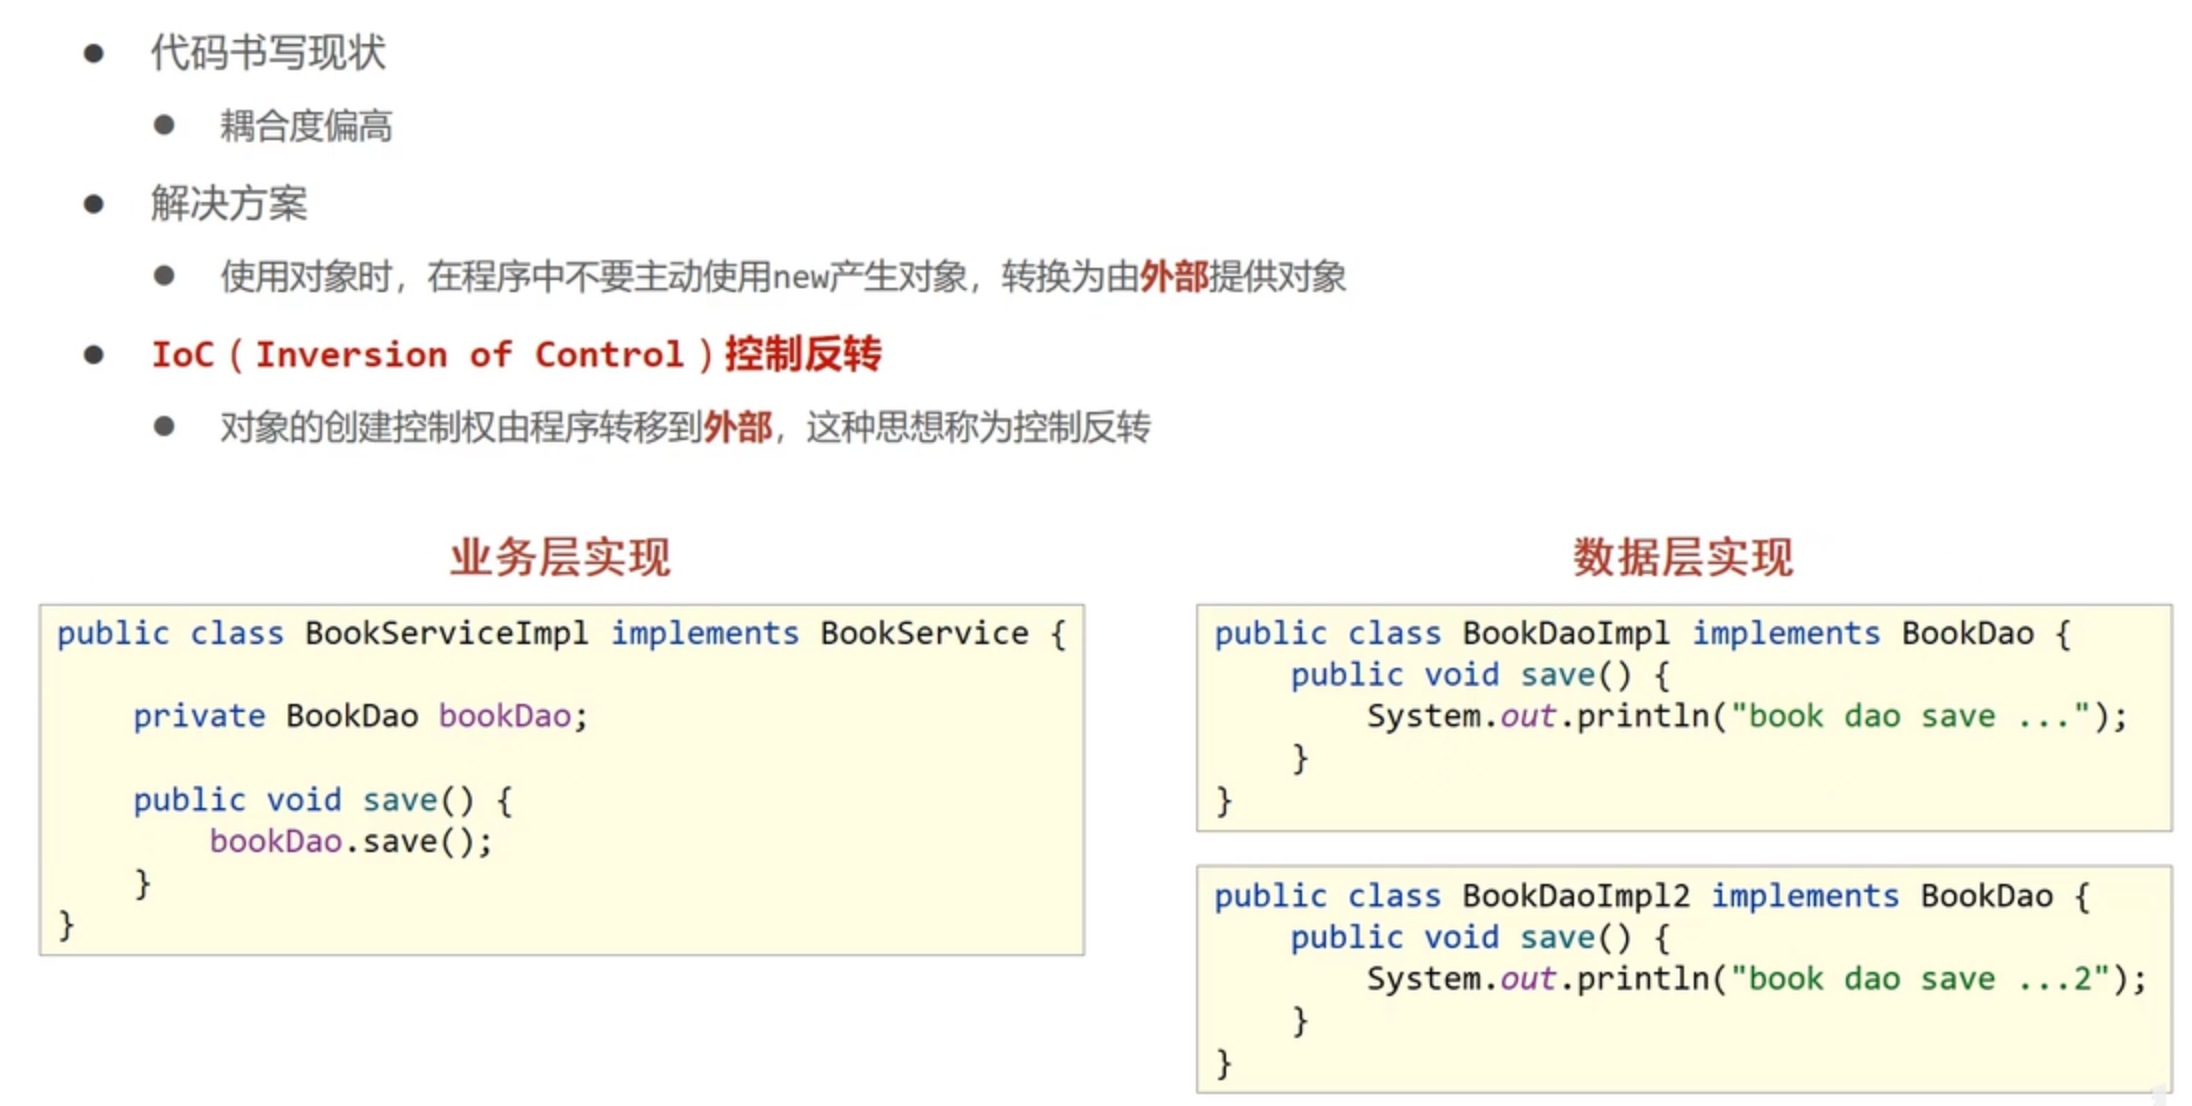 ● 代码书写现状
● 耦合度偏高
● 解决方案
● 使用对象时，在程序中不要主动使用new产生对象，转换为由外部提供对象
● IoC（Inversion of Control）控制反转
● 对象的创建控制权由程序转移到外部，这种思想称为控制反转
业务层实现
public class BookServiceImpl implements BookService {
    private BookDao bookDao;
    public void save() {
        bookDao.save();
    }
}
数据层实现
public class BookDaoImpl implements BookDao {
    public void save() {
        System.out.println("book dao save ...");
    }
}
public class BookDaoImpl2 implements BookDao {
    public void save() {
        System.out.println("book dao save ...2");
    }
}